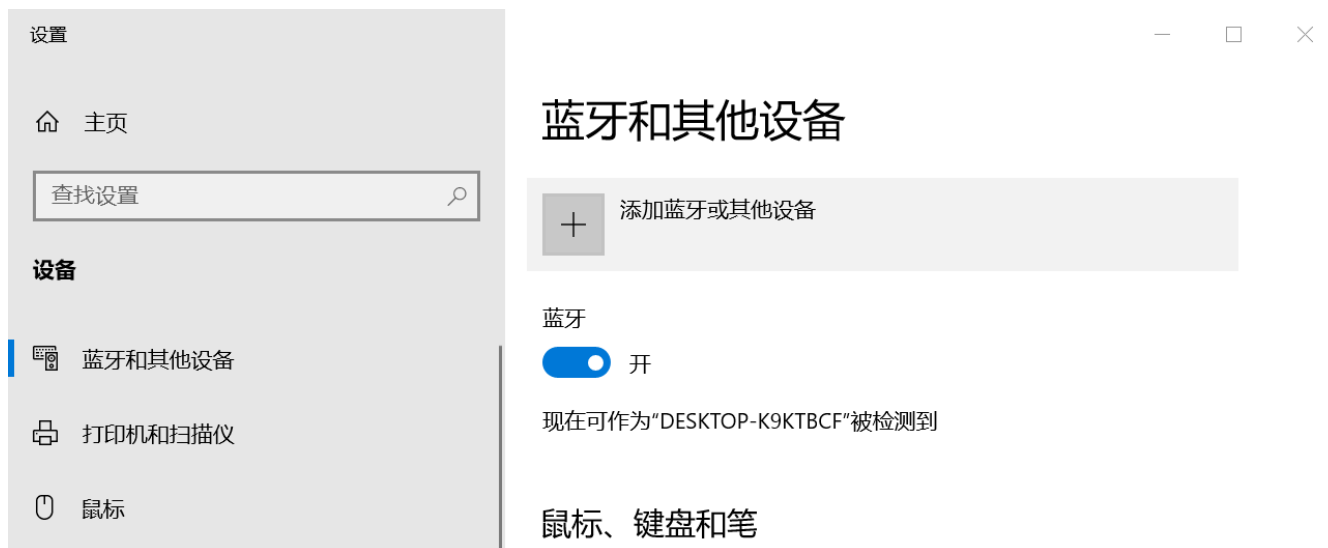 设置
主页
查找设置
设备
蓝牙和其他设备
打印机和扫描仪
鼠标
蓝牙和其他设备
添加蓝牙或其他设备
蓝牙
开
现在可作为“DESKTOP-K9KTBCF”被检测到
鼠标、键盘和笔